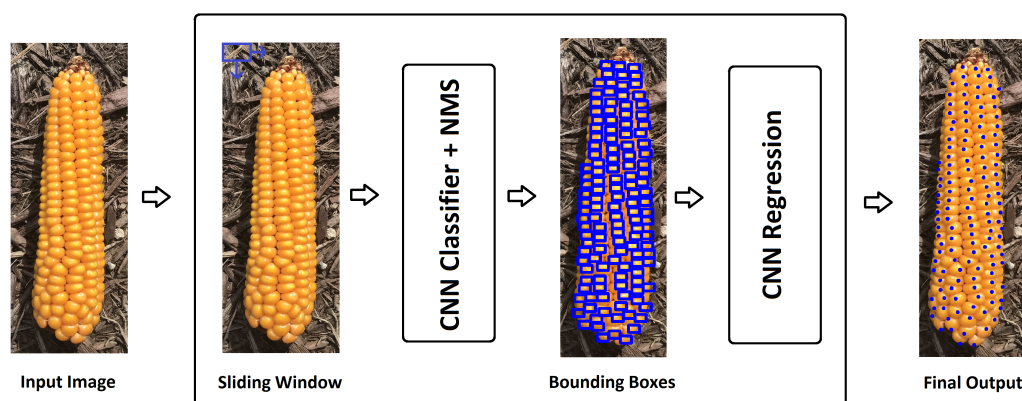 CNN Classifier + NMS
CNN Regression
Input Image
Sliding Window
Bounding Boxes
Final Output